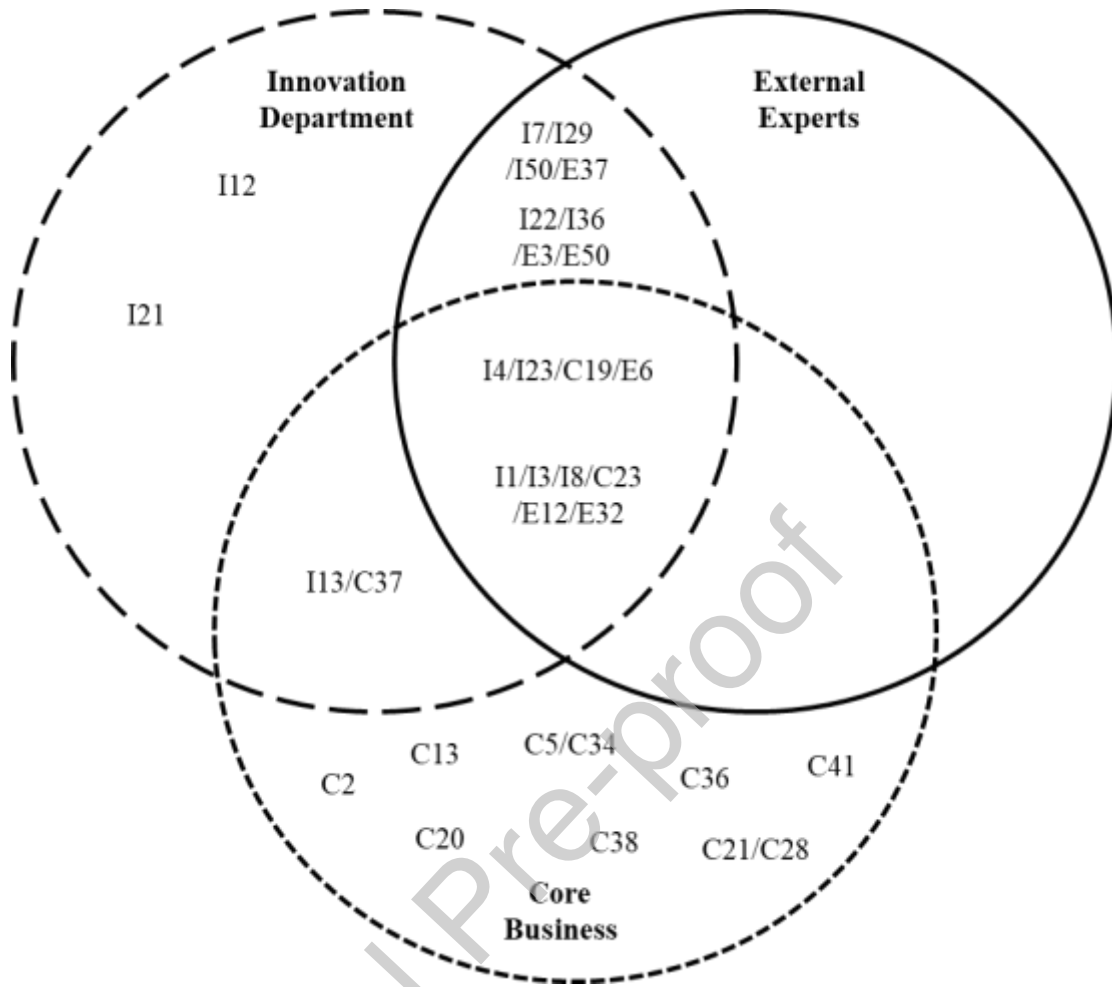 Innovation
Department
External
Experts
I7/I29
/I50/E37
I12
I22/I36
/E3/E50
I21
I4/I23/C19/E6
I1/I3/I8/C23
/E12/E32
I13/C37
C13
C5/C34
C2
C36
C41
C20
C38
C21/C28
Core
Business
l Pre-proof